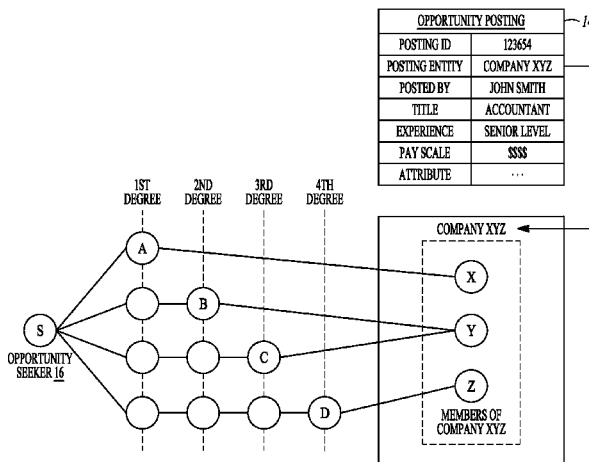 OPPORTUNITY POSTING
POSTING ID 123654
POSTING ENTITY COMPANY XYZ
POSTED BY JOHN SMITH
TITLE ACCOUNTANT
EXPERIENCE SENIOR LEVEL
PAY SCALE $$$$
ATTRIBUTE ...
1ST DEGREE
2ND DEGREE
3RD DEGREE
4TH DEGREE
COMPANY XYZ
A
X
B
Y
S
OPPORTUNITY
SEEKER 16
C
Z
D
MEMBERS OF
COMPANY XYZ